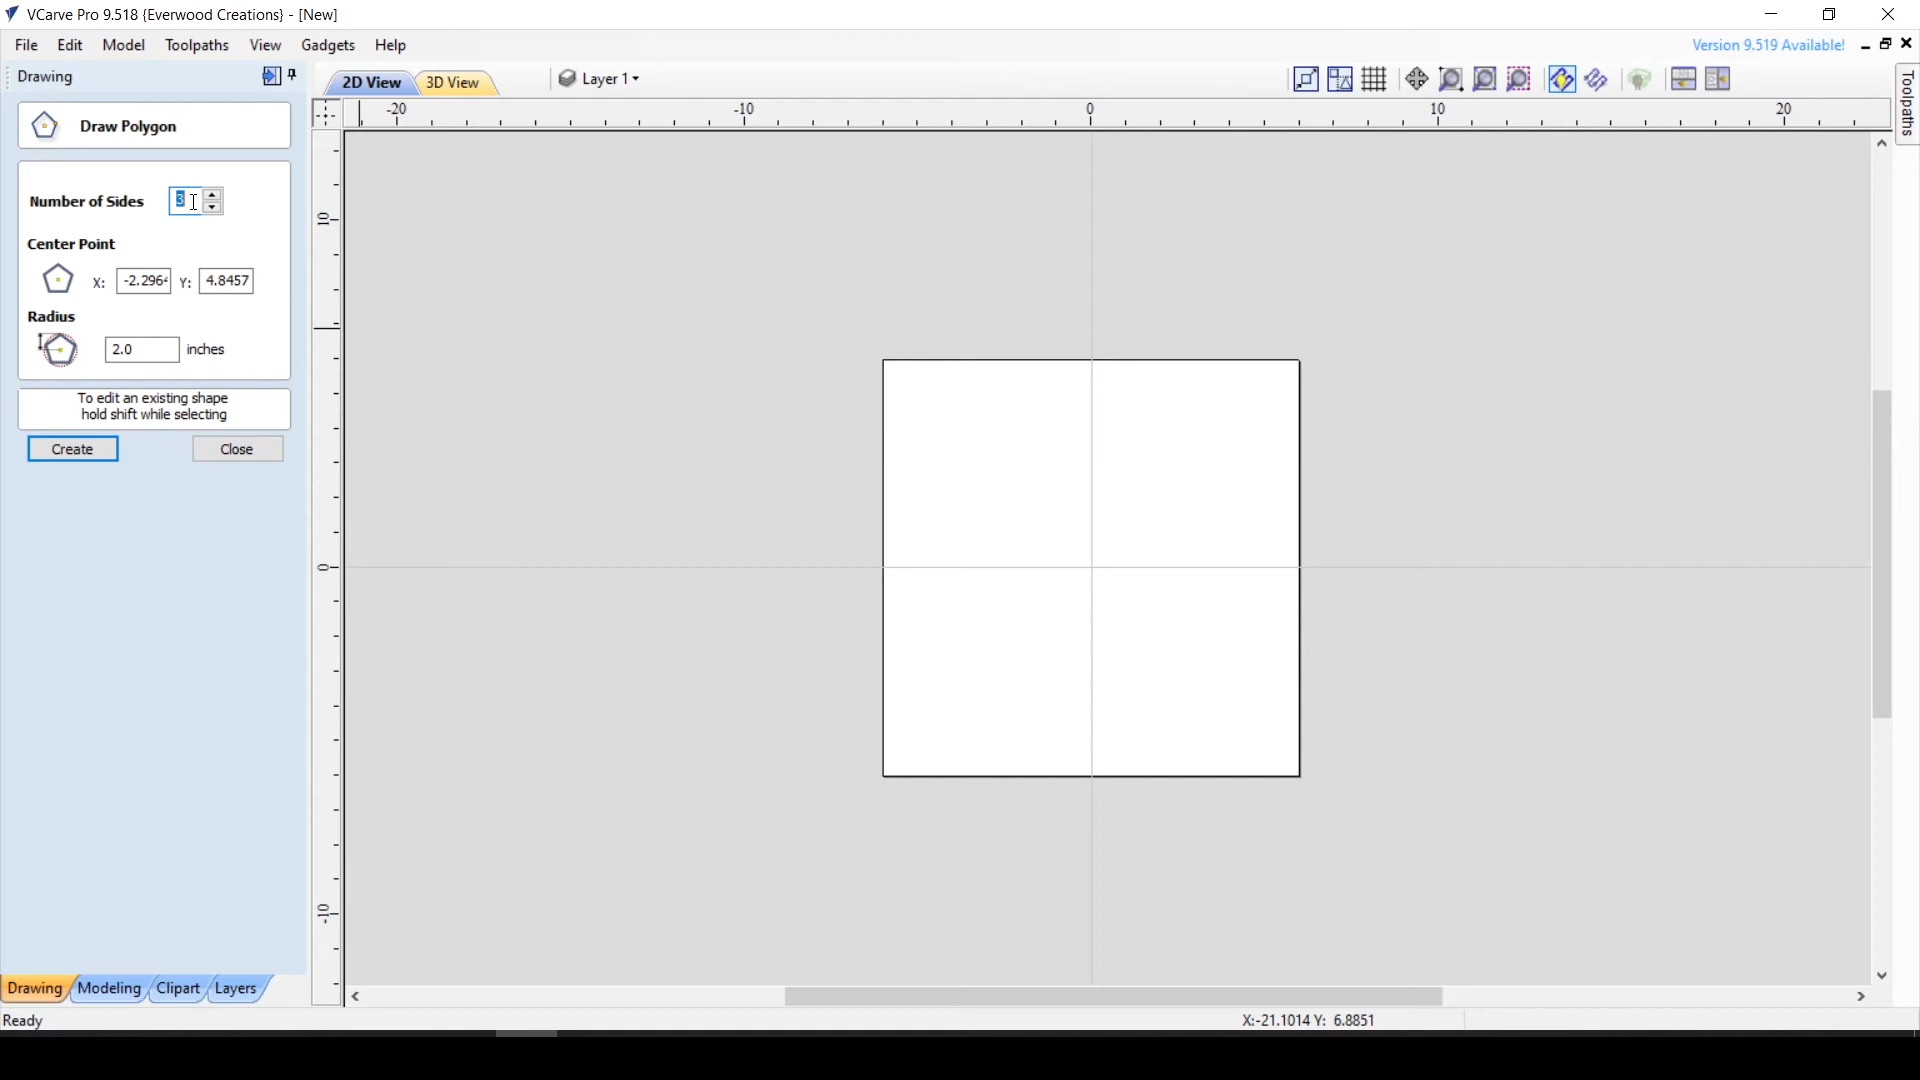 VCarve Pro 9.518 {Everwood Creations} - [New]
File Edit Model Toolpaths View Gadgets Help
Version 9.519 Available!
Drawing
2D View 3D View Layer 1
Toolpaths
-20 -10 0 10 20
Draw Polygon
Number of Sides 3
Center Point
X: -2.2964 Y: 4.8457
Radius
2.0 inches
To edit an existing shape
hold shift while selecting
Create Close
10
0
-10
Drawing Modeling Clipart Layers
Ready
X:-21.1014 Y: 6.8851